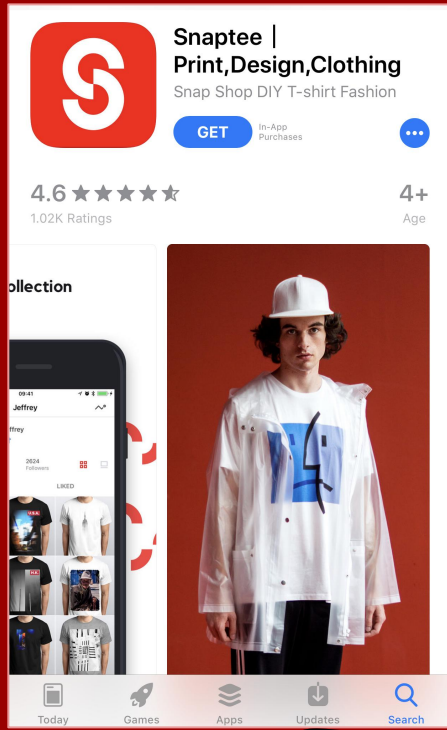 Snaptee |
Print,Design,Clothing
Snap Shop DIY T-shirt Fashion
GET
In-App
Purchases
4.6
4+
1.02K Ratings
Age
ollection
09:41
Jeffrey
ffrey
2624
Followers
LIKED
Today
Games
Apps
Updates
Search